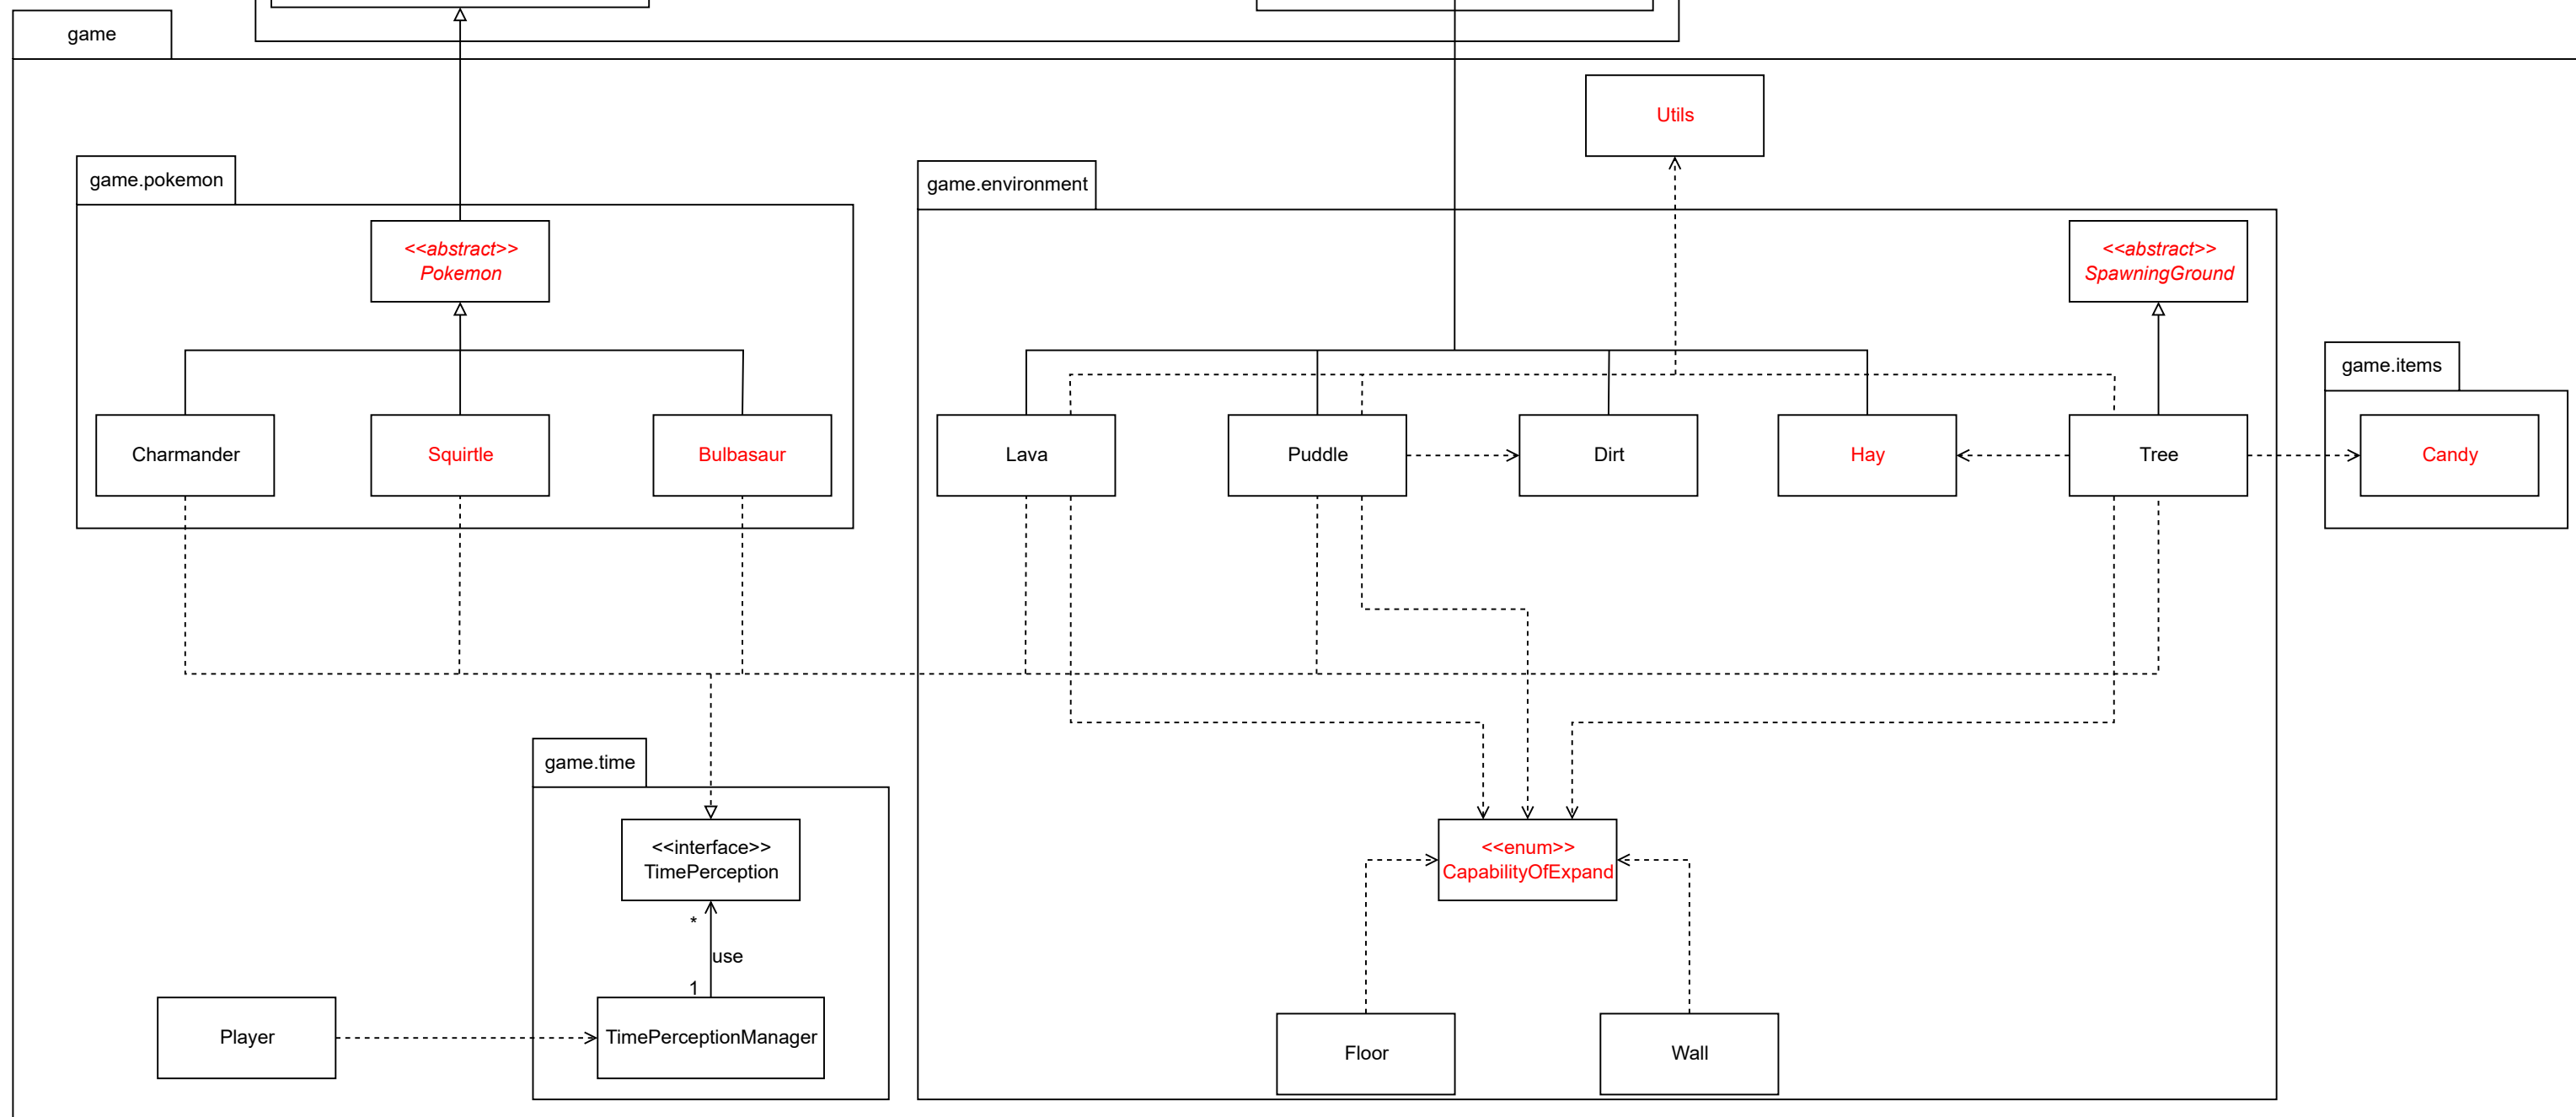 game
Utils
game.pokemon
game.environment
<<abstract>>
Pokemon
<<abstract>>
SpawningGround
game.items
Charmander
Squirtle
Bulbasaur
Lava
Puddle
Dirt
Hay
Tree
Candy
game.time
<<interface>>
TimePerception
<<enum>>
CapabilityOfExpand
*
use
1
Player
TimePerceptionManager
Floor
Wall